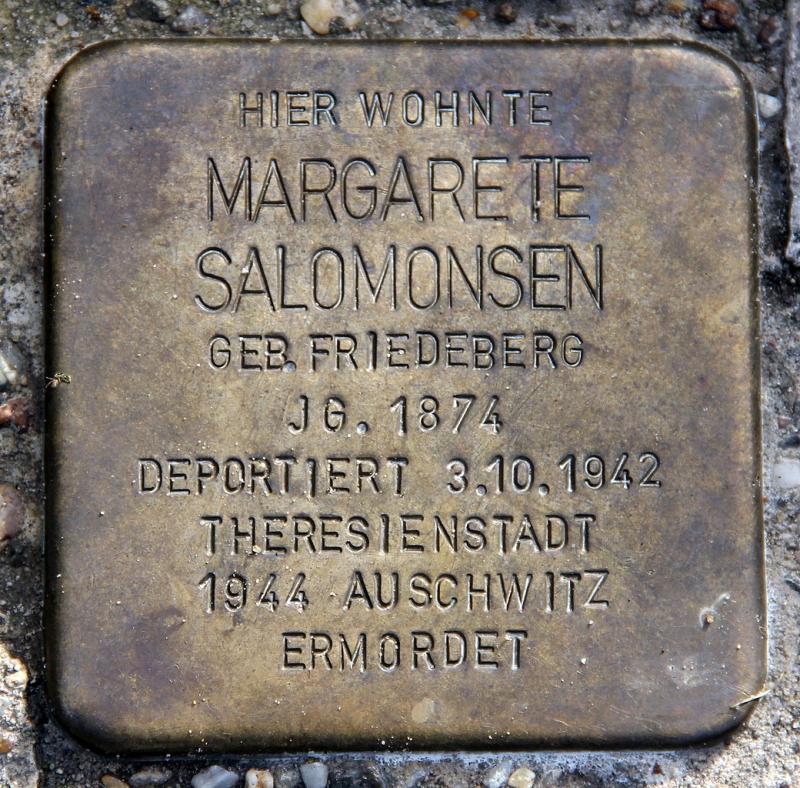 HIER WOHNTE
MARGARETE
SALOMONSEN
GEB. FRIEDEBERG
JG. 1874
DEPORTIERT 3.10.1942
THERESIENSTADT
1944 AUSCHWITZ
ERMORDET